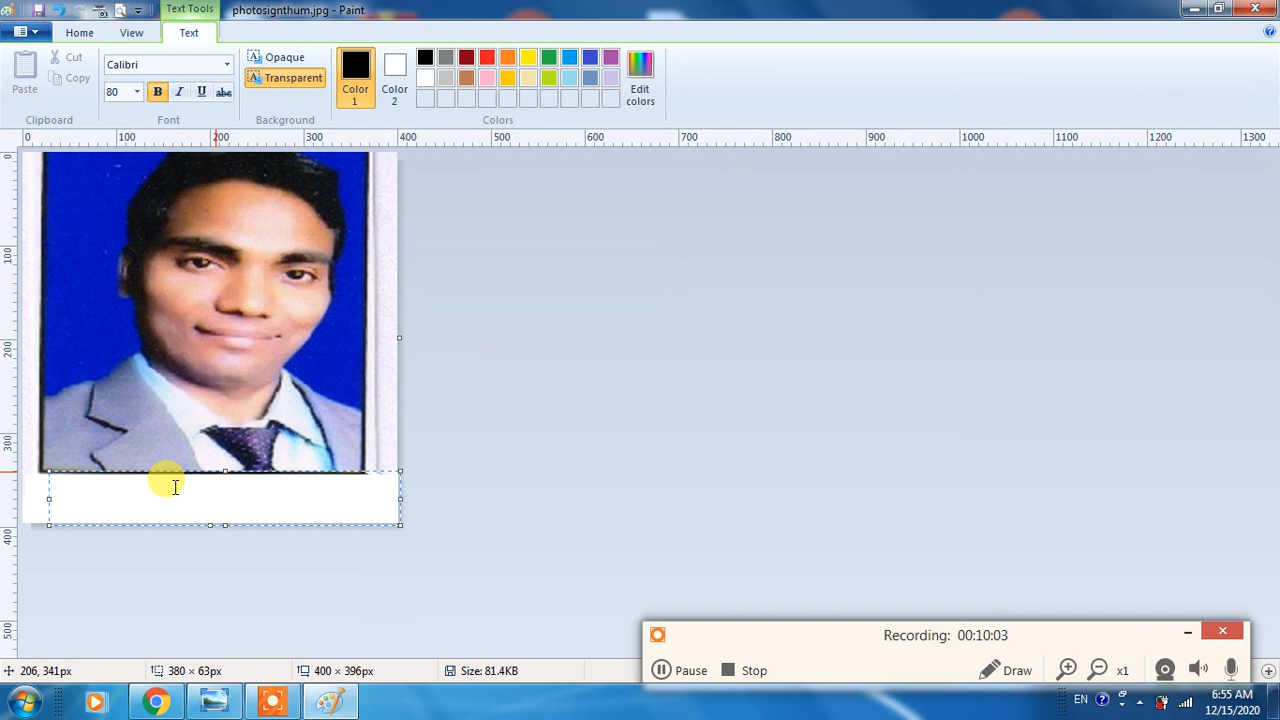 Text Tools
photosignthum.jpg - Paint
Home
View
Text
Paste
Cut
Copy
Clipboard
Calibri
80
B
I
U
abc
Font
Opaque
Transparent
Background
Color 1
Color 2
Edit colors
Colors
0 100 200 300 400 500 600 700 800 900 1000 1100 1200 1300
0
100
200
300
400
500
Recording: 00:10:03
Pause
Stop
Draw
x1
206, 341px
380 × 63px
400 × 396px
Size: 81.4KB
EN
6:55 AM
12/15/2020